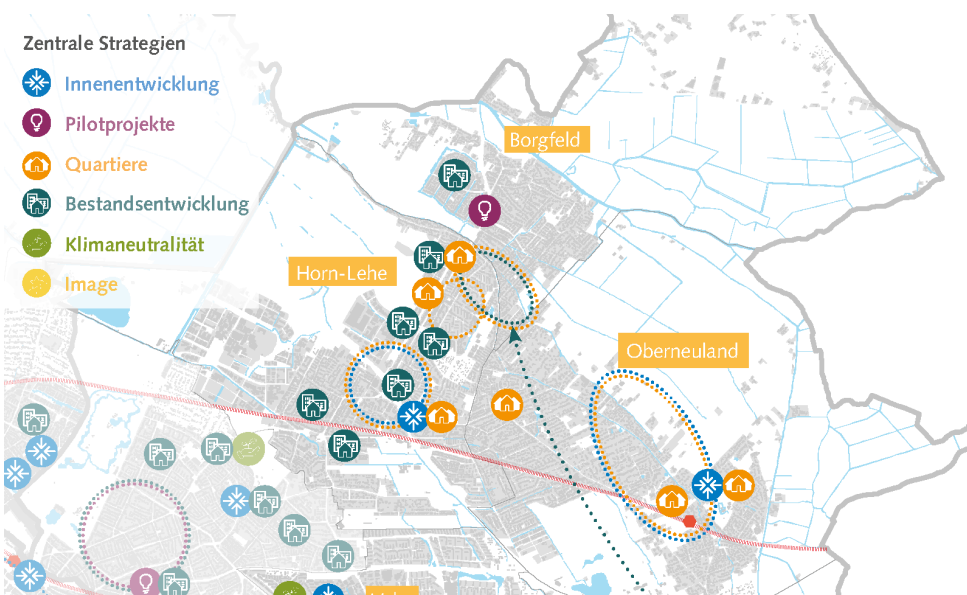 Zentrale Strategien
Innenentwicklung
Pilotprojekte
Quartiere
Bestandsentwicklung
Klimaneutralität
Image
Borgfeld
Horn-Lehe
Oberneuland